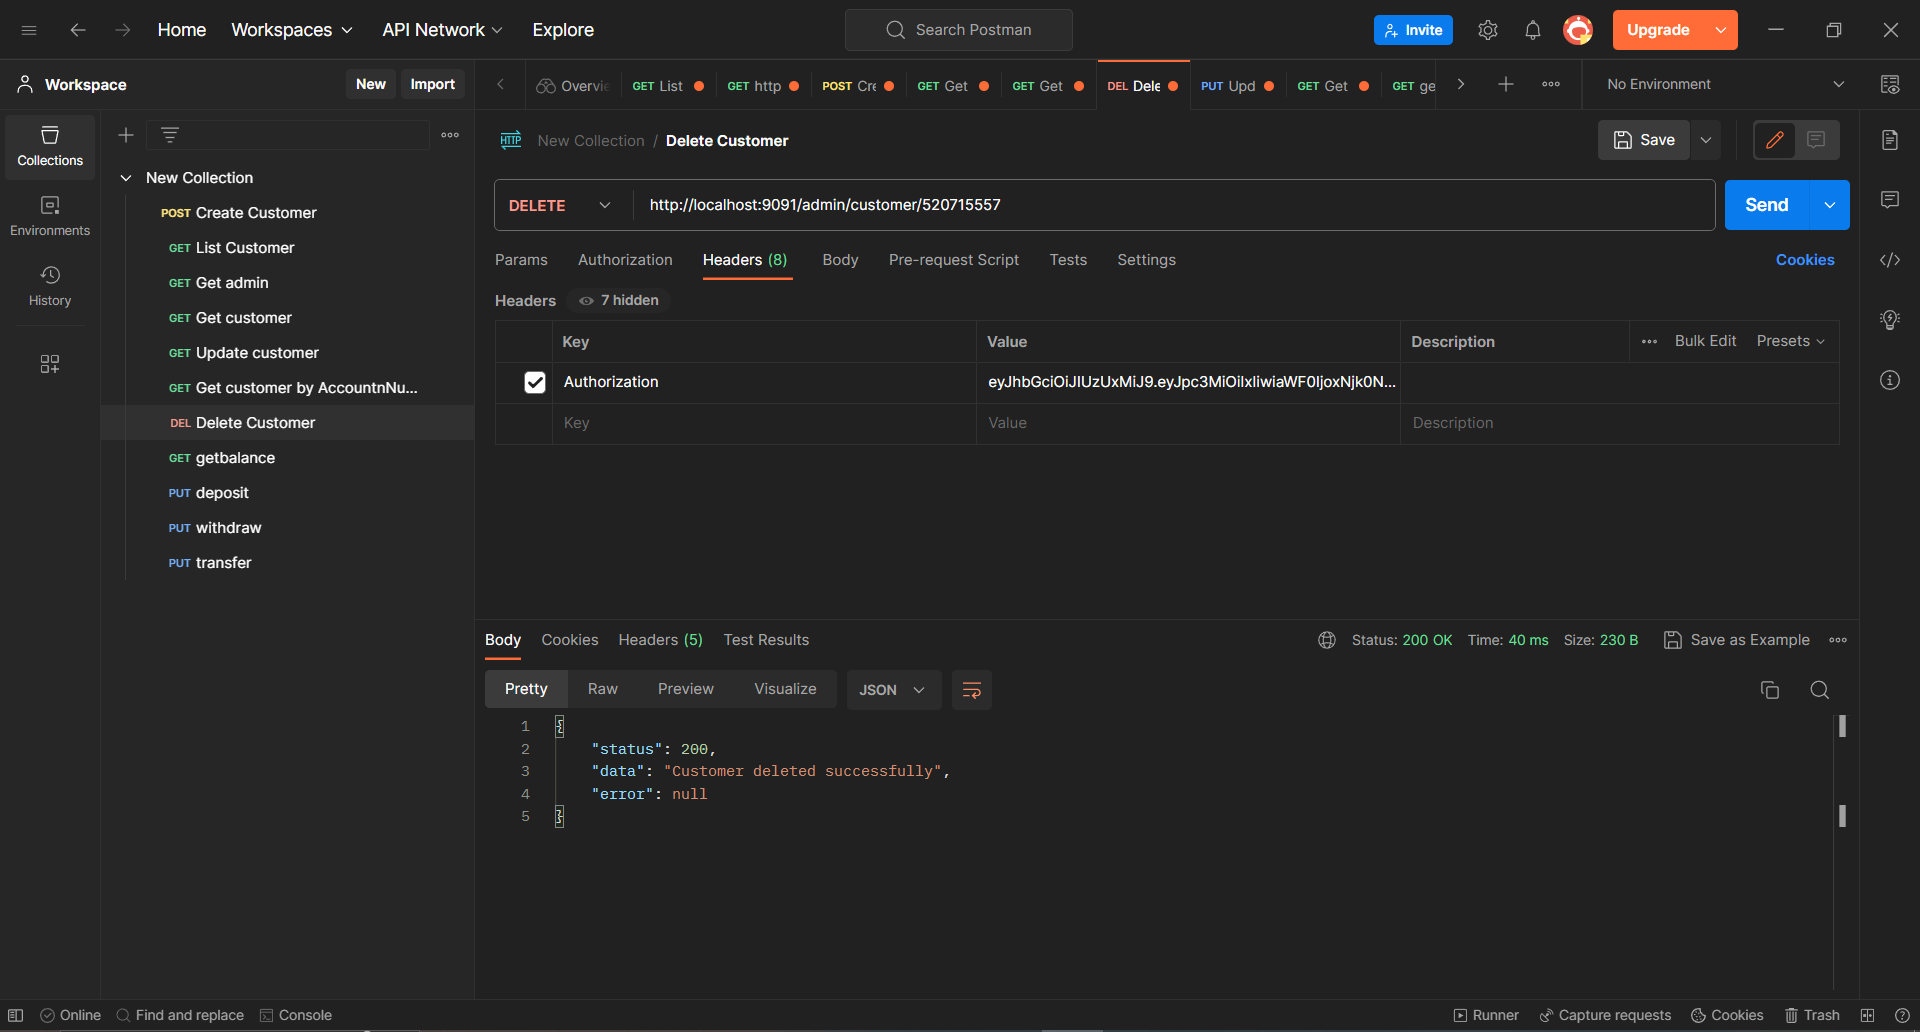 Home Workspaces API Network Explore Search Postman Invite Upgrade
Workspace New Import Overvie GET List GET http POST Cre GET Get GET Get DEL Dele PUT Upd GET Get GET ge No Environment
Collections
Environments
History
New Collection
POST Create Customer
GET List Customer
GET Get admin
GET Get customer
GET Update customer
GET Get customer by AccountnNu...
DEL Delete Customer
GET getbalance
PUT deposit
PUT withdraw
PUT transfer
HTTP New Collection / Delete Customer Save
DELETE http://localhost:9091/admin/customer/520715557 Send
Params Authorization Headers (8) Body Pre-request Script Tests Settings Cookies
Headers 7 hidden
Key Value Description Bulk Edit Presets
Authorization eyJhbGciOiJIUzUxMiJ9.eyJpc3MiOiIxIiwiaWF0IjoxNjk0N...
Key Value Description
Body Cookies Headers (5) Test Results Status: 200 OK Time: 40 ms Size: 230 B Save as Example
Pretty Raw Preview Visualize JSON
1 {
2 "status": 200,
3 "data": "Customer deleted successfully",
4 "error": null
5 }
Online Find and replace Console Runner Capture requests Cookies Trash